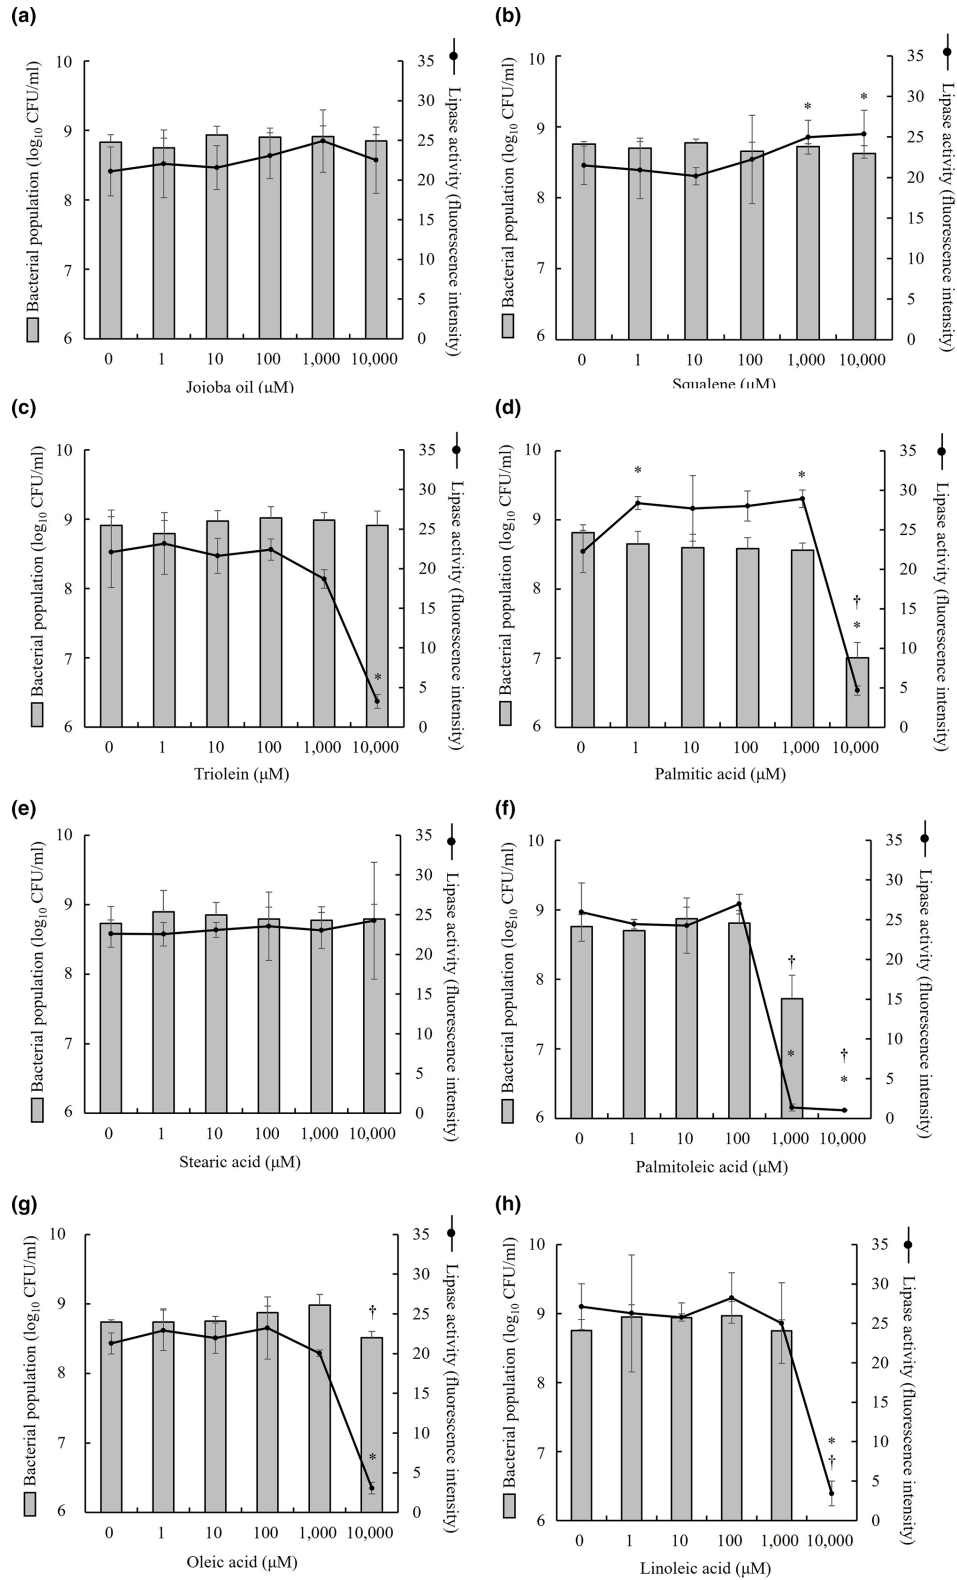 (a)
Bacterial population (log10 CFU/ml)
10
9
8
7
6
35
30
25
20
15
10
5
0
Lipase activity (fluorescence intensity)
0 1 10 100 1,000 10,000
Jojoba oil (μM)
(b)
Bacterial population (log10 CFU/ml)
10
9
8
7
6
* *
35
30
25
20
15
10
5
0
Lipase activity (fluorescence intensity)
0 1 10 100 1,000 10,000
Squalene (μM)
(c)
Bacterial population (log10 CFU/ml)
10
9
8
7
6
*
35
30
25
20
15
10
5
0
Lipase activity (fluorescence intensity)
0 1 10 100 1,000 10,000
Triolein (μM)
(d)
Bacterial population (log10 CFU/ml)
10
9
8
7
6
* *
†
*
35
30
25
20
15
10
5
0
Lipase activity (fluorescence intensity)
0 1 10 100 1,000 10,000
Palmitic acid (μM)
(e)
Bacterial population (log10 CFU/ml)
10
9
8
7
6
35
30
25
20
15
10
5
0
Lipase activity (fluorescence intensity)
0 1 10 100 1,000 10,000
Stearic acid (μM)
(f)
Bacterial population (log10 CFU/ml)
10
9
8
7
6
†
* †
*
35
30
25
20
15
10
5
0
Lipase activity (fluorescence intensity)
0 1 10 100 1,000 10,000
Palmitoleic acid (μM)
(g)
Bacterial population (log10 CFU/ml)
10
9
8
7
6
†
*
35
30
25
20
15
10
5
0
Lipase activity (fluorescence intensity)
0 1 10 100 1,000 10,000
Oleic acid (μM)
(h)
Bacterial population (log10 CFU/ml)
10
9
8
7
6
*
†
35
30
25
20
15
10
5
0
Lipase activity (fluorescence intensity)
0 1 10 100 1,000 10,000
Linoleic acid (μM)